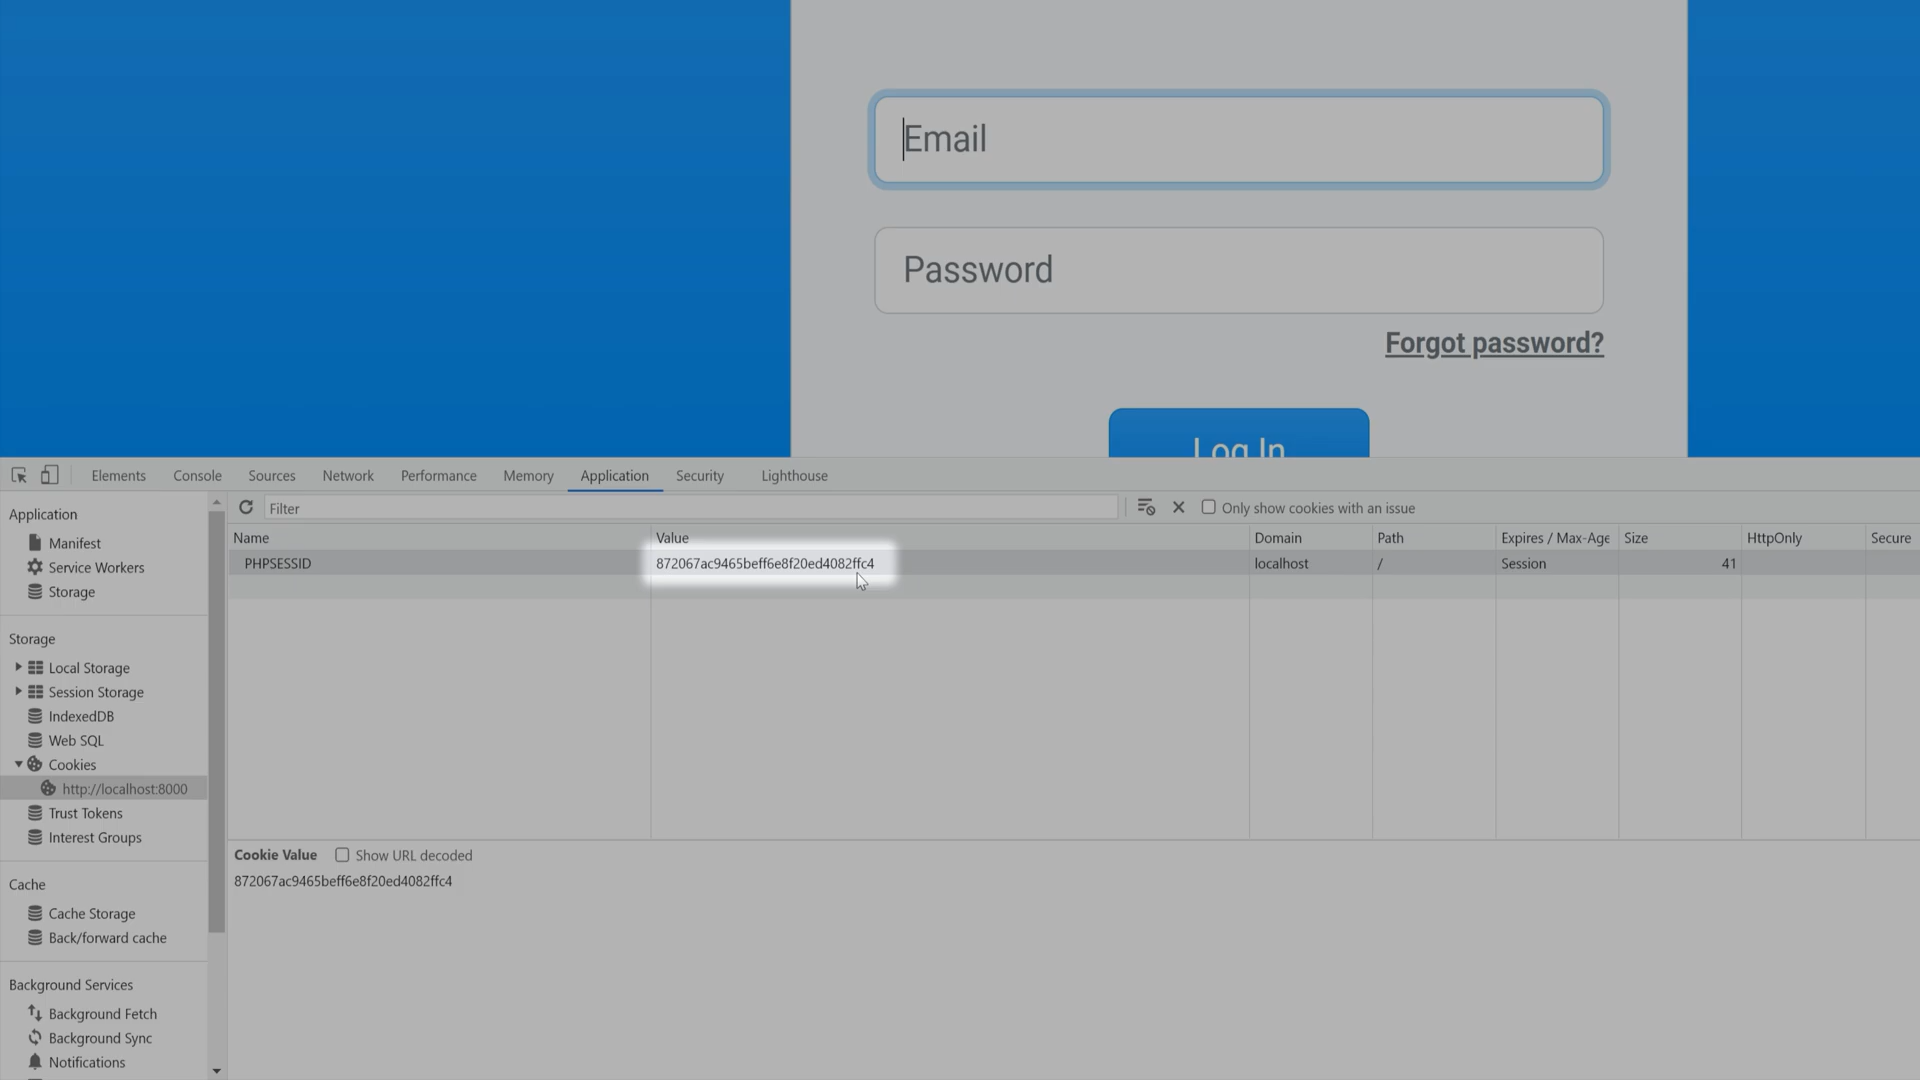 Email
Password
Forgot password?
Log In
Elements Console Sources Network Performance Memory Application Security Lighthouse
Application
Filter
Only show cookies with an issue
Name Value Domain Path Expires / Max-Age Size HttpOnly Secure
PHPSESSID 872067ac9465beff6e8f20ed4082ffc4 localhost / Session 41
Manifest
Service Workers
Storage
Storage
Local Storage
Session Storage
IndexedDB
Web SQL
Cookies
http://localhost:8000
Trust Tokens
Interest Groups
Cookie Value Show URL decoded
872067ac9465beff6e8f20ed4082ffc4
Cache
Cache Storage
Back/forward cache
Background Services
Background Fetch
Background Sync
Notifications